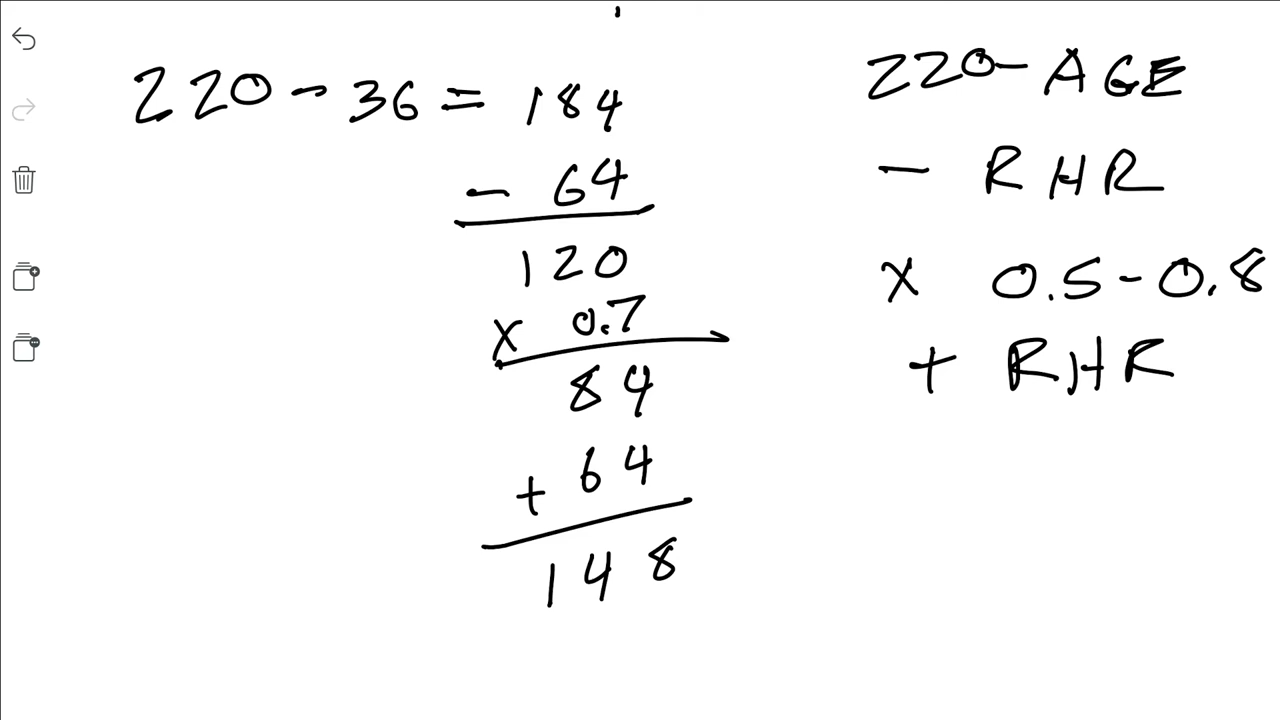 220 - 36 = 184
- 64
120
x 0.7
84
+ 64
148
220 - AGE
- RHR
x 0.5 - 0.8
+ RHR